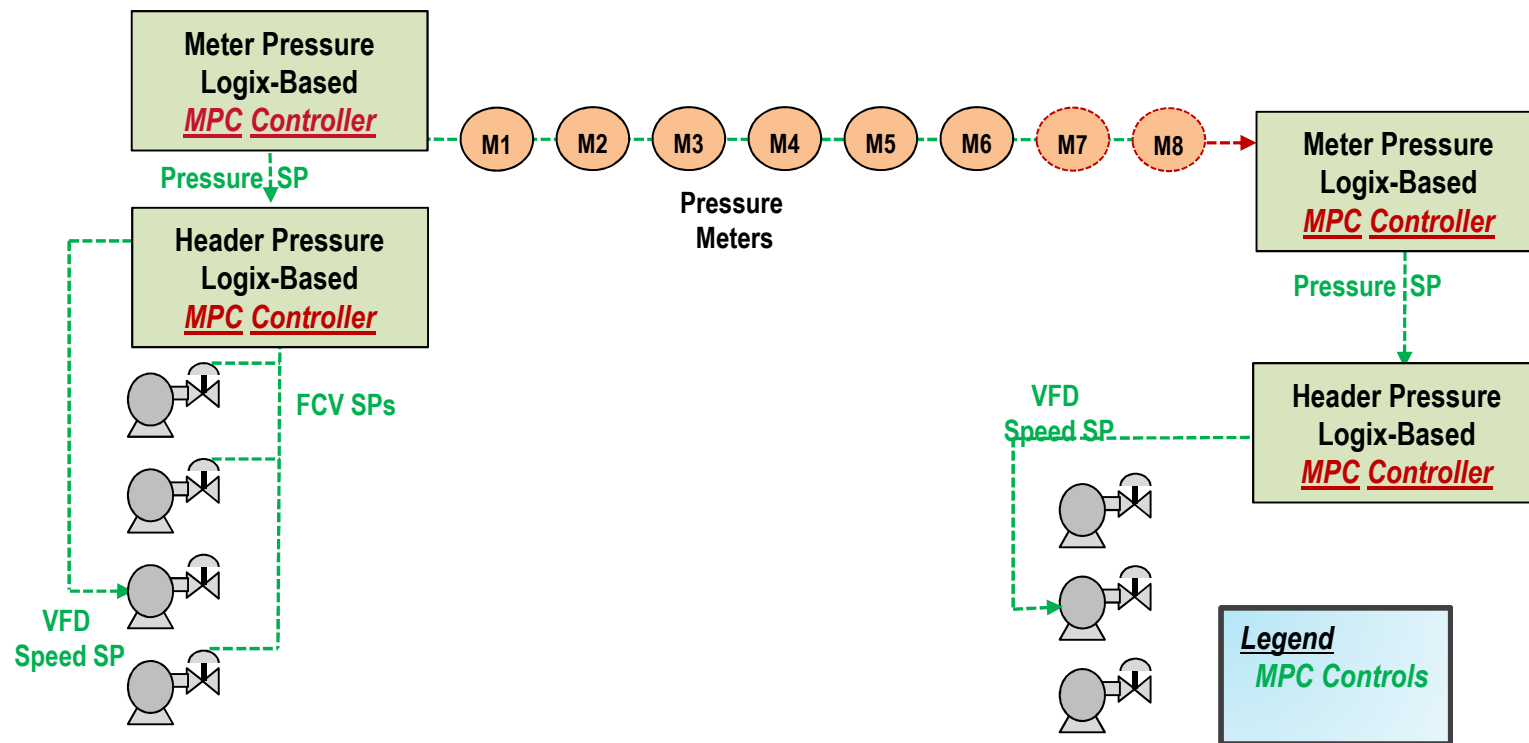 Meter Pressure
Logix-Based
MPC Controller
Pressure SP
Header Pressure
Logix-Based
MPC Controller
FCV SPs
VFD
Speed SP
M1
M2
M3
M4
M5
M6
M7
M8
Pressure
Meters
Meter Pressure
Logix-Based
MPC Controller
Pressure SP
Header Pressure
Logix-Based
MPC Controller
VFD
Speed SP
Legend
MPC Controls